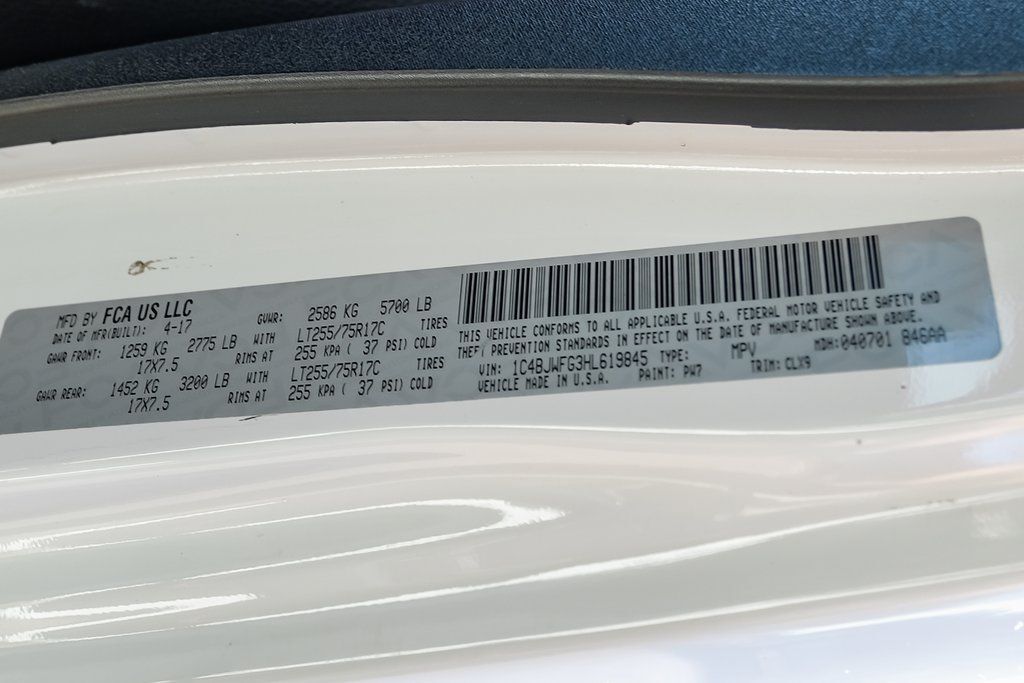 MFD BY FCA US LLC
DATE OF MFR(BUILT): 4-17 GVWR: 2586 KG 5700 LB
GAWR FRONT: 1259 KG 2775 LB WITH LT255/75R17C TIRES
17X7.5 RIMS AT 255 KPA ( 37 PSI) COLD
GAWR REAR: 1452 KG 3200 LB WITH LT255/75R17C TIRES
17X7.5 RIMS AT 255 KPA ( 37 PSI) COLD
THIS VEHICLE CONFORMS TO ALL APPLICABLE U.S.A. FEDERAL MOTOR VEHICLE SAFETY AND
THEFT PREVENTION STANDARDS IN EFFECT ON THE DATE OF MANUFACTURE SHOWN ABOVE.
VIN: 1C4BJWFG3HL619845 TYPE: MPV MDH:040701 846AA
VEHICLE MADE IN U.S.A. PAINT: PW7 TRIM: CLX9